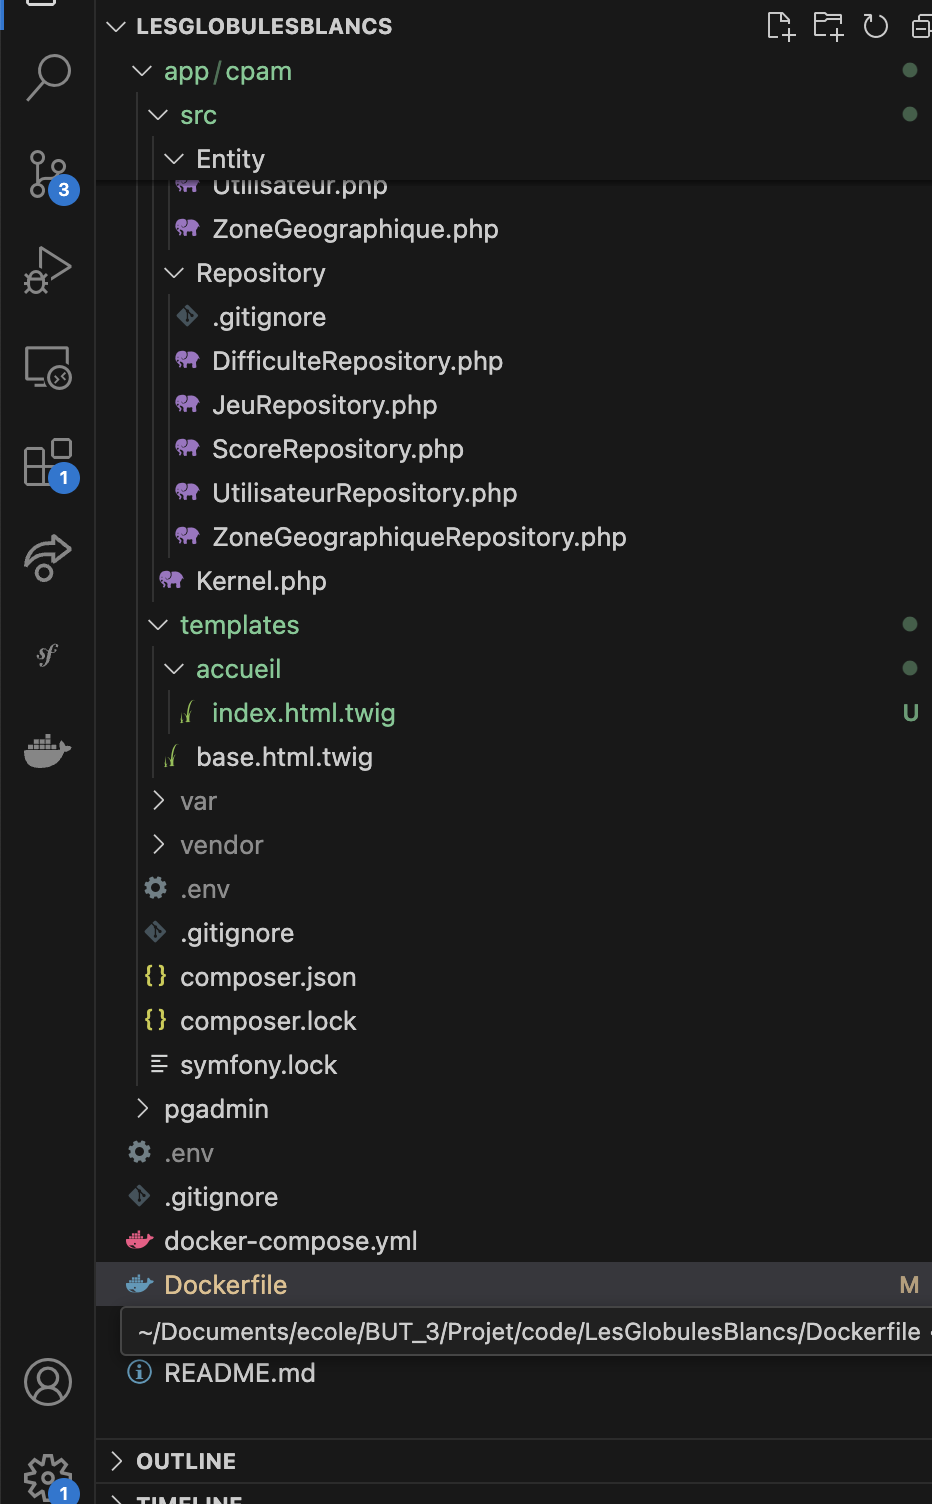 LESGLOBULESBLANCS
app/cpam
src
Entity
Utilisateur.php
ZoneGeographique.php
Repository
.gitignore
DifficulteRepository.php
JeuRepository.php
ScoreRepository.php
3
UtilisateurRepository.php
ZoneGeographiqueRepository.php
Kernel.php
templates
accueil
1
index.html.twig U
base.html.twig
sf
var
vendor
.env
.gitignore
{} composer.json
{} composer.lock
symfony.lock
pgadmin
.env
.gitignore
docker-compose.yml
Dockerfile M
~/Documents/ecole/BUT_3/Projet/code/LesGlobulesBlancs/Dockerfile
README.md
OUTLINE
1
TIMELINE